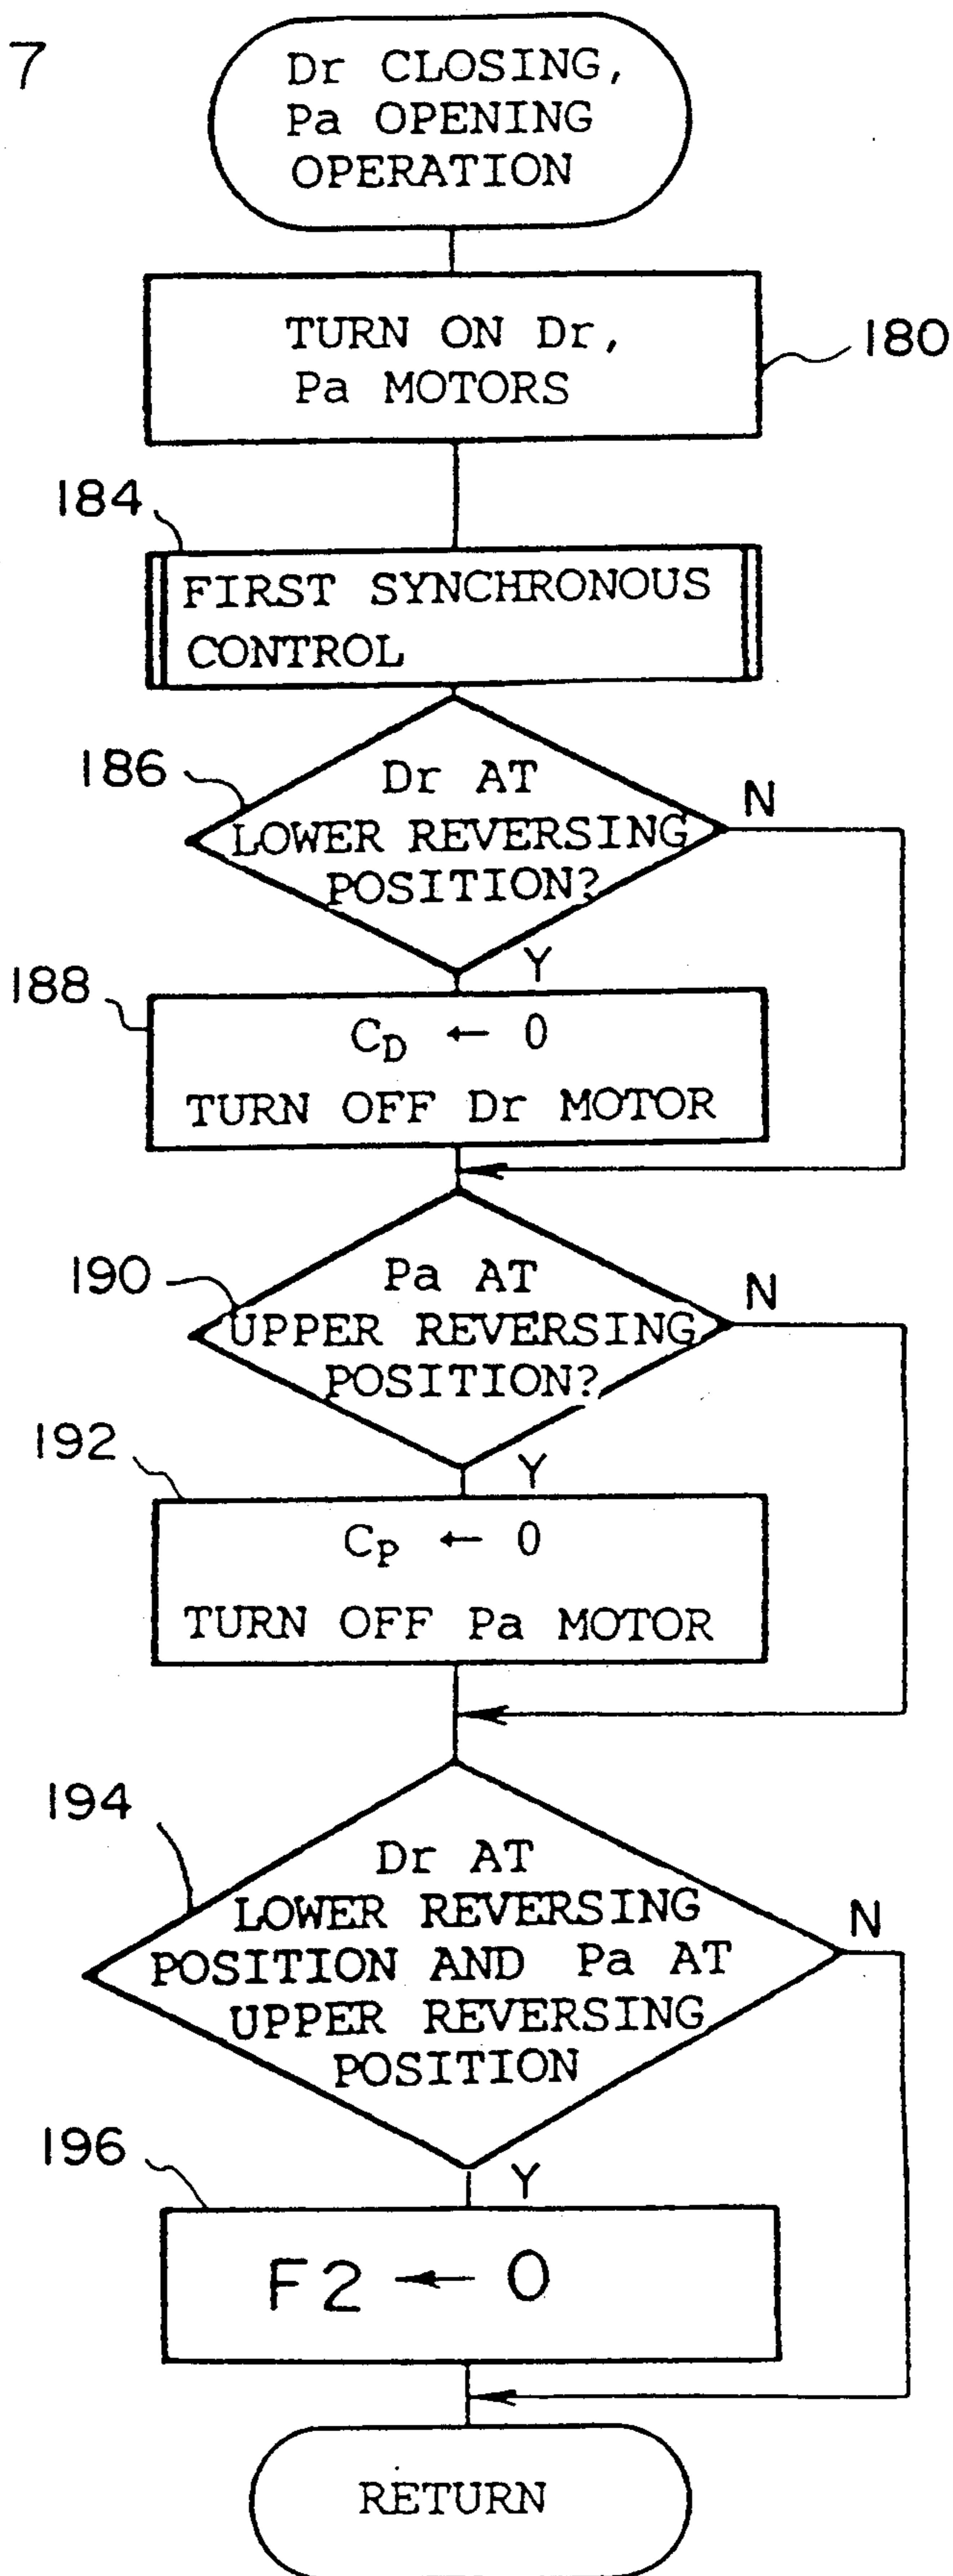 7
Dr CLOSING,
Pa OPENING
OPERATION
TURN ON Dr,
Pa MOTORS
180
184
FIRST SYNCHRONOUS
CONTROL
186
Dr AT
LOWER REVERSING
POSITION?
N
Y
188
CD ← 0
TURN OFF Dr MOTOR
190
Pa AT
UPPER REVERSING
POSITION?
N
Y
192
CP ← 0
TURN OFF Pa MOTOR
194
Dr AT
LOWER REVERSING
POSITION AND Pa AT
UPPER REVERSING
POSITION
N
Y
196
F2 ← 0
RETURN